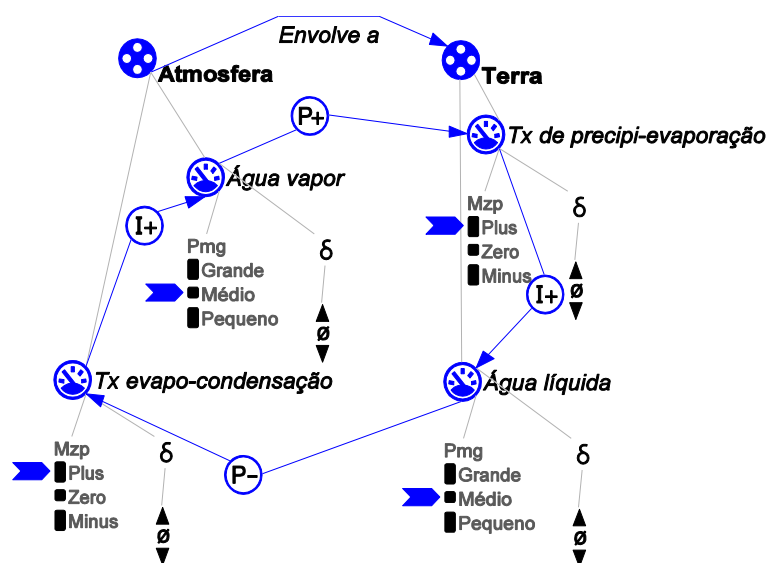 Envolve a
Atmosfera
Terra
P+
Tx de precipi-evaporação
Água vapor
Mzp
Plus
Zero
Minus
δ
I+
Pmg
Grande
Médio
Pequeno
δ
ø
I+
ø
Tx evapo-condensação
Água líquida
Mzp
Plus
Zero
Minus
δ
ø
P−
Pmg
Grande
Médio
Pequeno
δ
ø